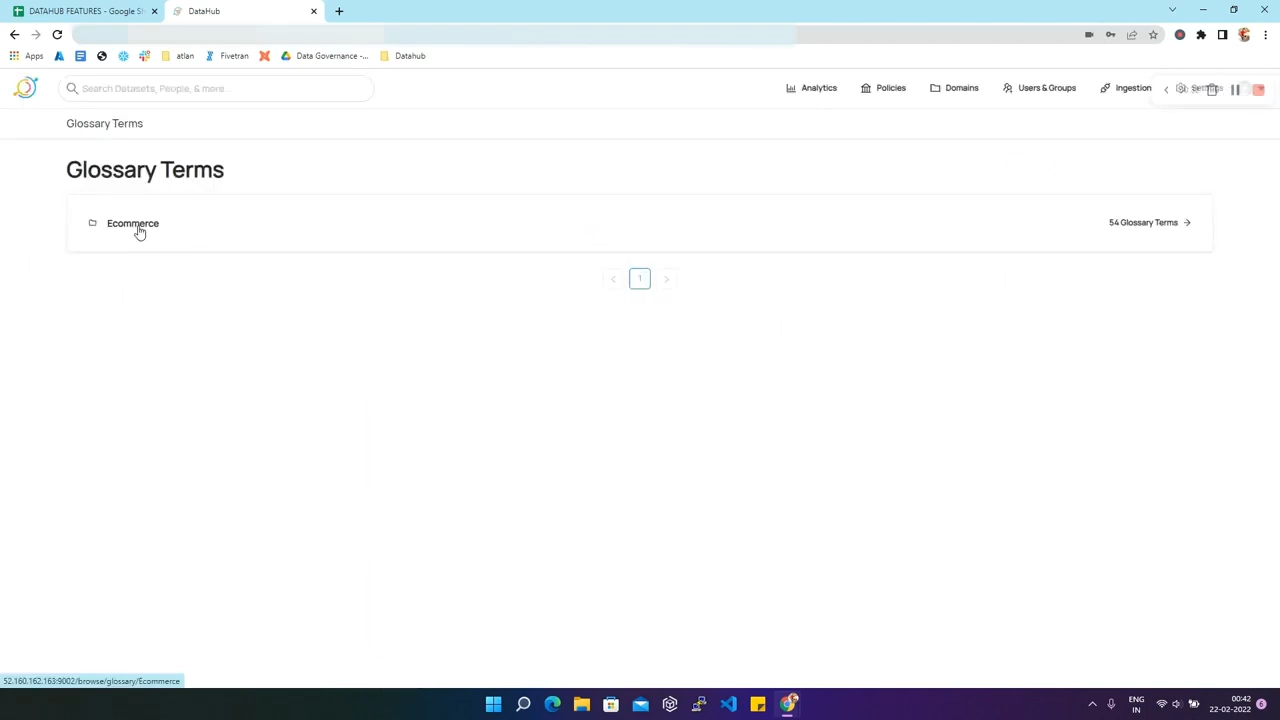 DATAHUB FEATURES - Google Sh
DataHub
Apps
atlan
Fivetran
Data Governance -...
Datahub
Search Datasets, People, & more...
Analytics
Policies
Domains
Users & Groups
Ingestion
Settings
Glossary Terms
Glossary Terms
Ecommerce
54 Glossary Terms
1
52.160.162.163:9002/browse/glossary/Ecommerce
ENG
IN
00:42
22-02-2022